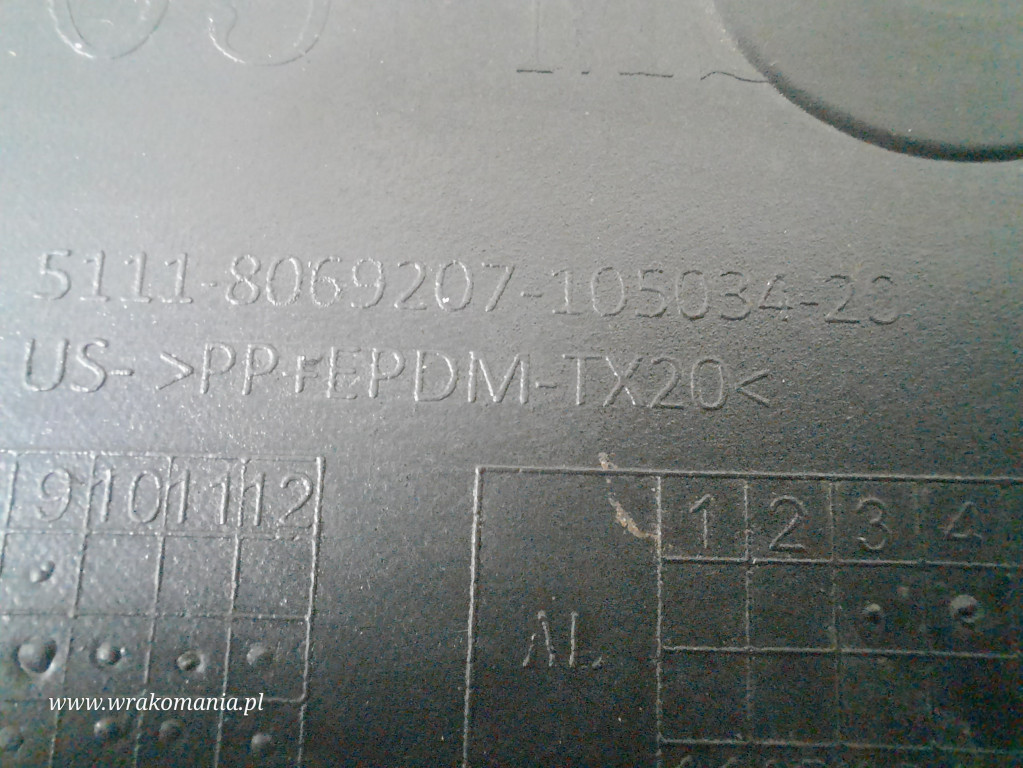 5111-8069207-105034-20
US- >PP+EPDM-TX20<
9 10 11 12
1 2 3 4
AL
www.wrakomania.pl